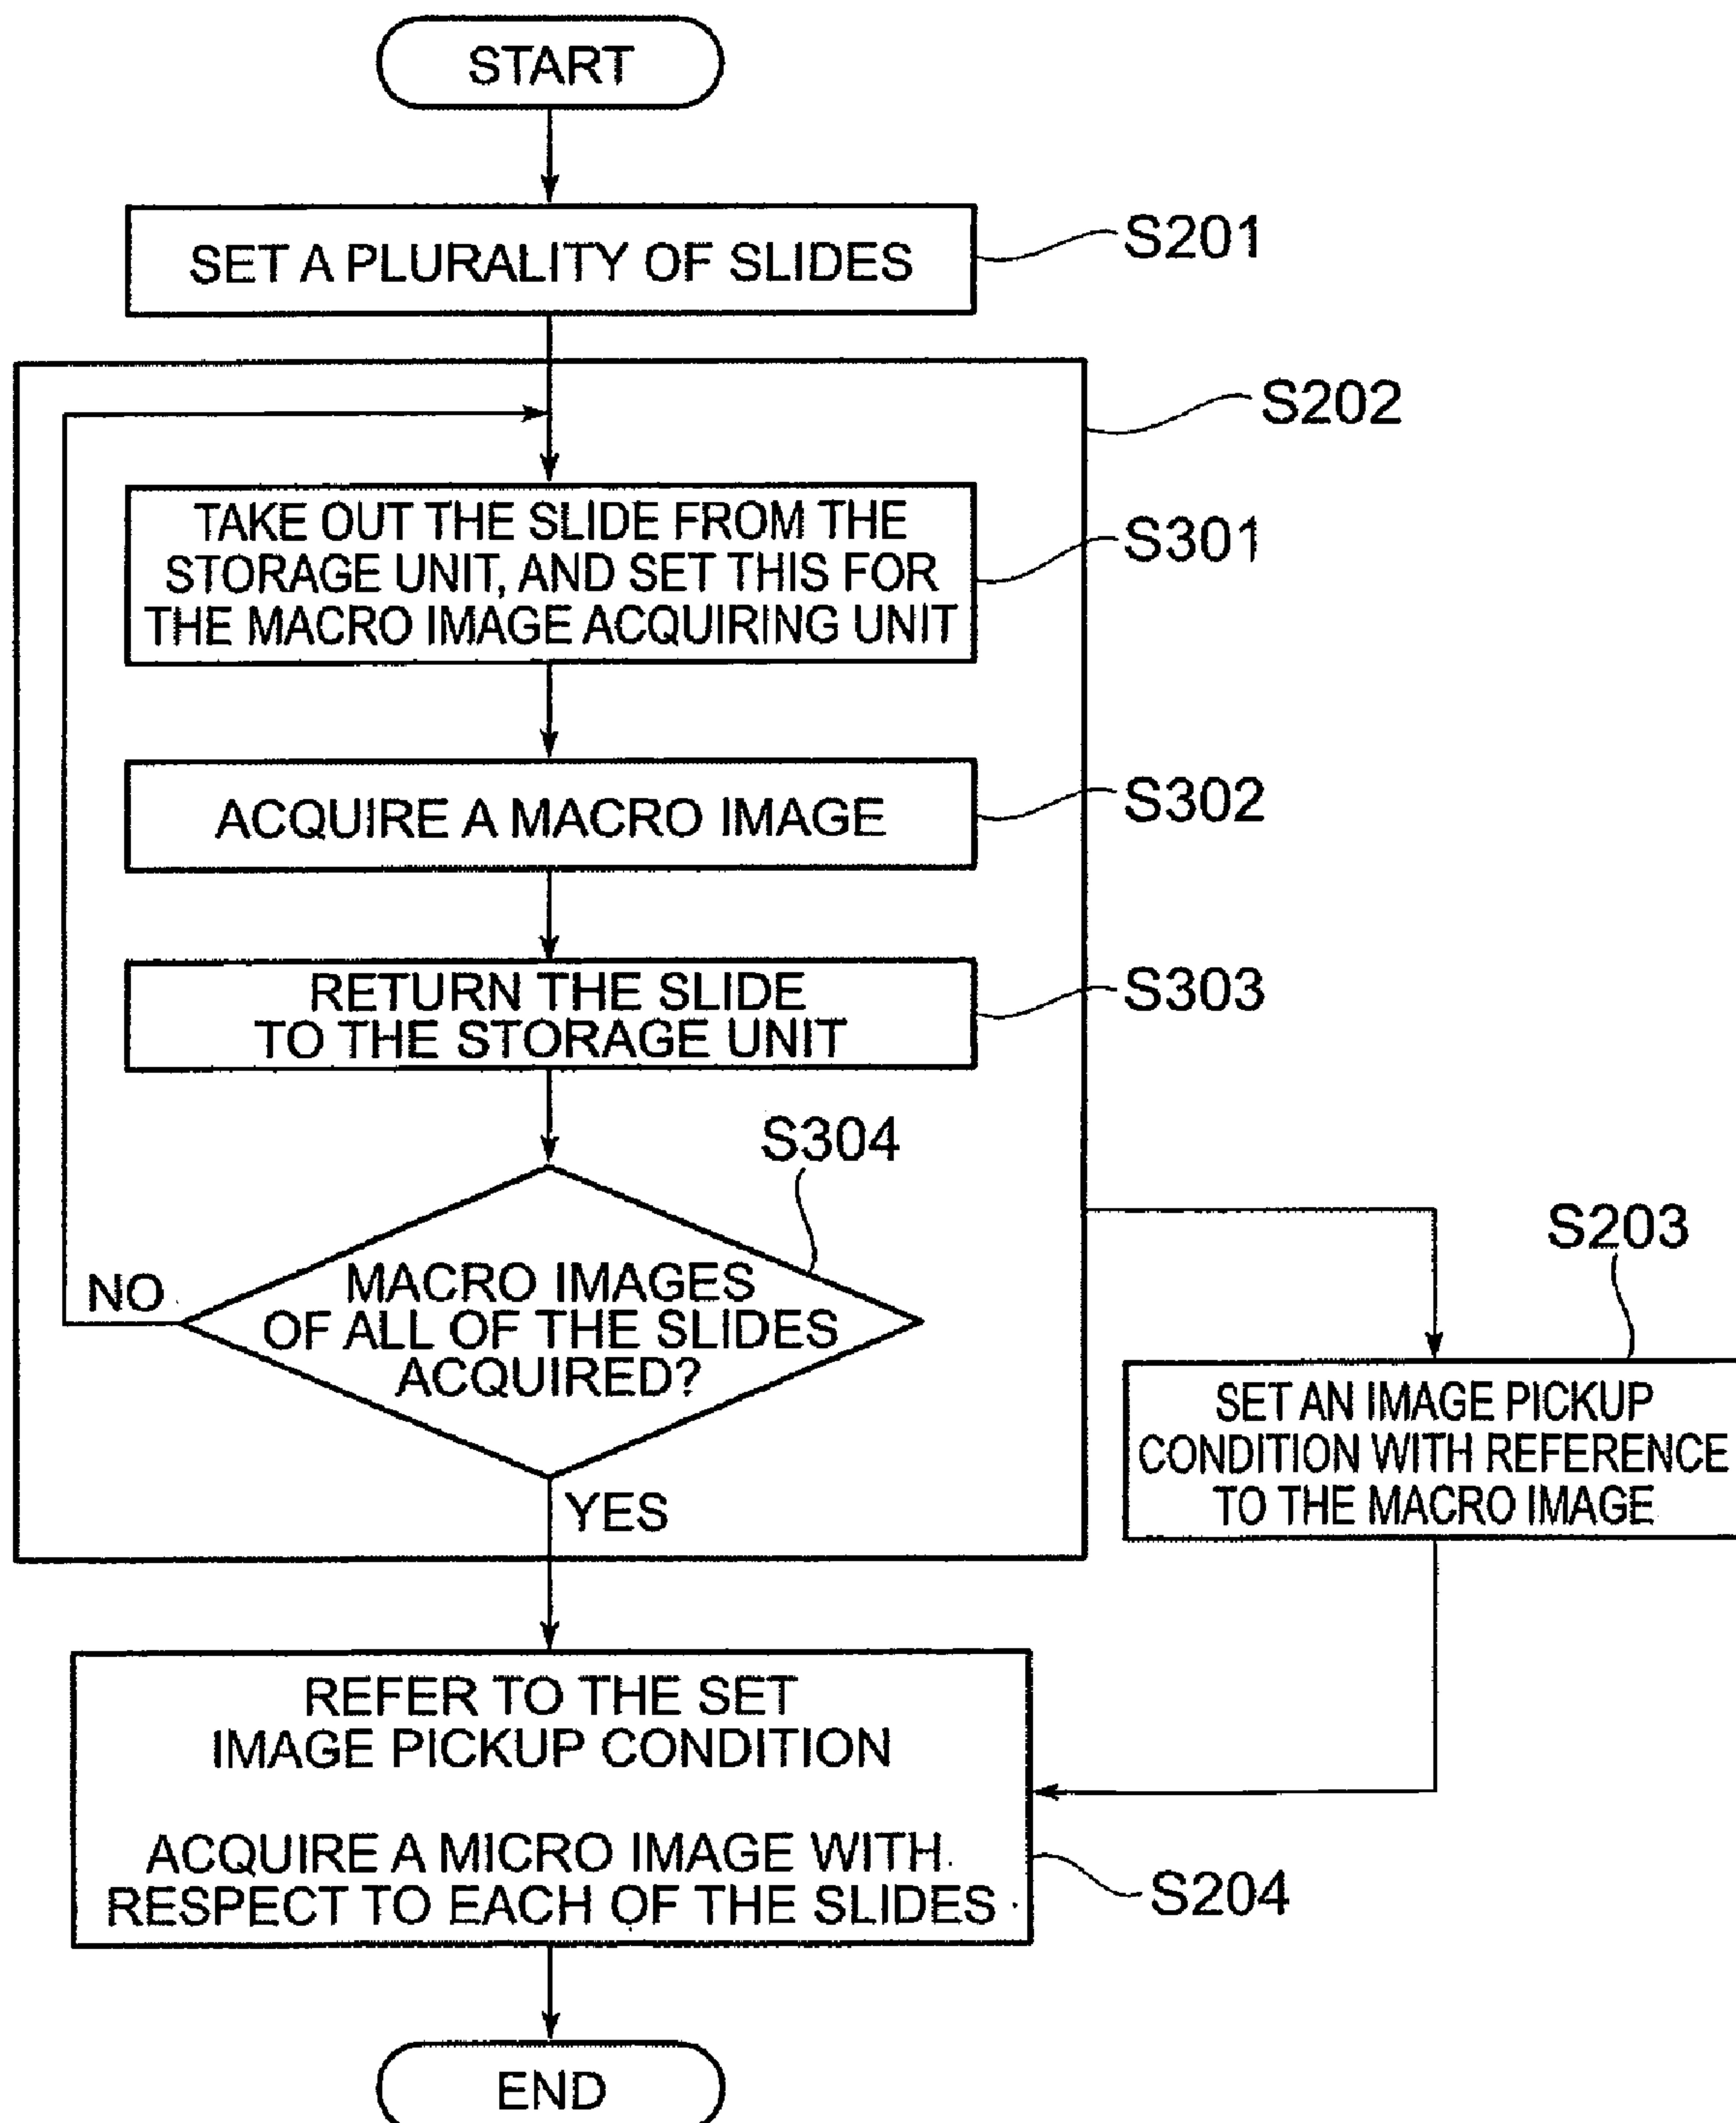 START
SET A PLURALITY OF SLIDES
S201
S202
TAKE OUT THE SLIDE FROM THE
STORAGE UNIT, AND SET THIS FOR
THE MACRO IMAGE ACQUIRING UNIT
S301
ACQUIRE A MACRO IMAGE
S302
RETURN THE SLIDE
TO THE STORAGE UNIT
S303
S304
MACRO IMAGES
OF ALL OF THE SLIDES
ACQUIRED?
NO
YES
S203
SET AN IMAGE PICKUP
CONDITION WITH REFERENCE
TO THE MACRO IMAGE
REFER TO THE SET
IMAGE PICKUP CONDITION
ACQUIRE A MICRO IMAGE WITH
RESPECT TO EACH OF THE SLIDES
S204
END